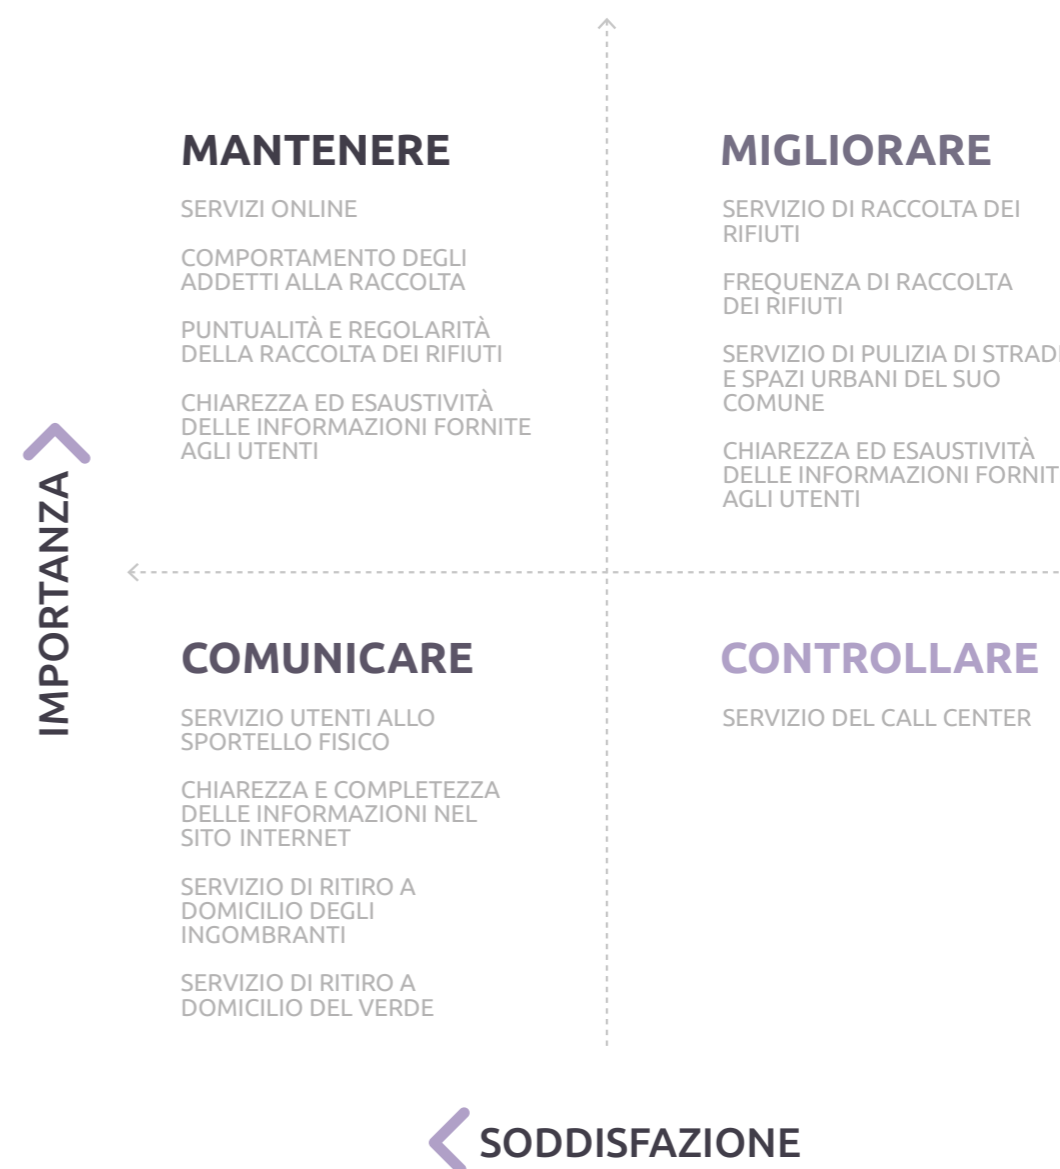 MANTENERE
SERVIZI ONLINE
COMPORTAMENTO DEGLI
ADDETTI ALLA RACCOLTA
PUNTUALITÀ E REGOLARITÀ
DELLA RACCOLTA DEI RIFIUTI
CHIAREZZA ED ESAUSTIVITÀ
DELLE INFORMAZIONI FORNITE
AGLI UTENTI
MIGLIORARE
SERVIZIO DI RACCOLTA DEI
RIFIUTI
FREQUENZA DI RACCOLTA
DEI RIFIUTI
SERVIZIO DI PULIZIA DI STRADE
E SPAZI URBANI DEL SUO
COMUNE
CHIAREZZA ED ESAUSTIVITÀ
DELLE INFORMAZIONI FORNIT
AGLI UTENTI
IMPORTANZA
COMUNICARE
SERVIZIO UTENTI ALLO
SPORTELLO FISICO
CHIAREZZA E COMPLETEZZA
DELLE INFORMAZIONI NEL
SITO INTERNET
SERVIZIO DI RITIRO A
DOMICILIO DEGLI
INGOMBRANTI
SERVIZIO DI RITIRO A
DOMICILIO DEL VERDE
CONTROLLARE
SERVIZIO DEL CALL CENTER
SODDISFAZIONE